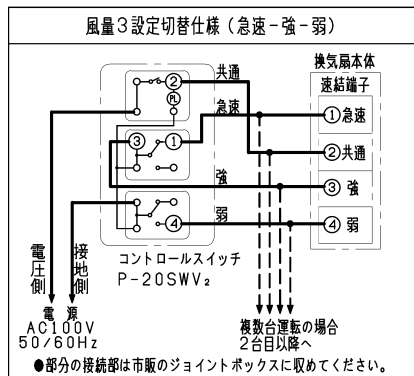 風量3設定切替仕様(急速-強-弱)
換気扇本体
速結端子
共通
② PL
急速
③ ①
強
弱
④
①急速
②共通
③強
④弱
コントロールスイッチ
P-20SWV₂
電圧側
接地側
電源
AC100V
50/60Hz
複数台運転の場合
2台目以降へ
●部分の接続部は市販のジョイントボックスに収めてください。